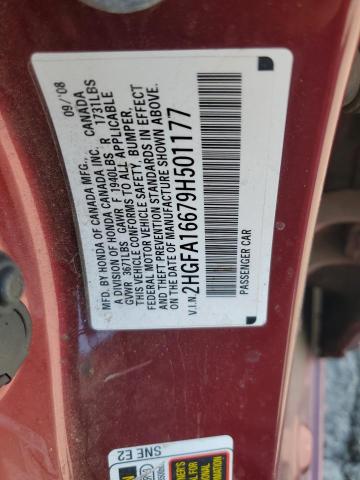 MFD. BY HONDA OF CANADA MFG., 09/'08
A DIVISION OF HONDA CANADA INC. CANADA
GVWR 3671LBS GAWR F 1940LBS R 1731LBS
THIS VEHICLE CONFORMS TO ALL APPLICABLE
FEDERAL MOTOR VEHICLE SAFETY, BUMPER,
AND THEFT PREVENTION STANDARDS IN EFFECT
ON THE DATE OF MANUFACTURE SHOWN ABOVE.
V.I.N. 2HGFA16679H501177
PASSENGER CAR
SNE E2